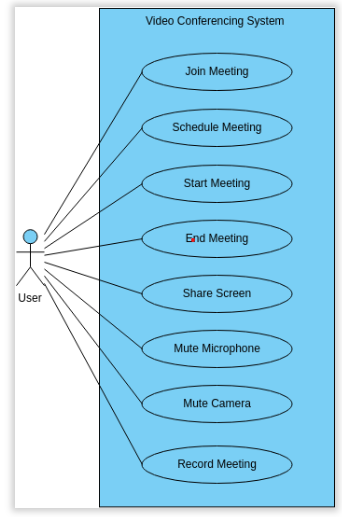 Video Conferencing System
Join Meeting
Schedule Meeting
Start Meeting
End Meeting
User
Share Screen
Mute Microphone
Mute Camera
Record Meeting